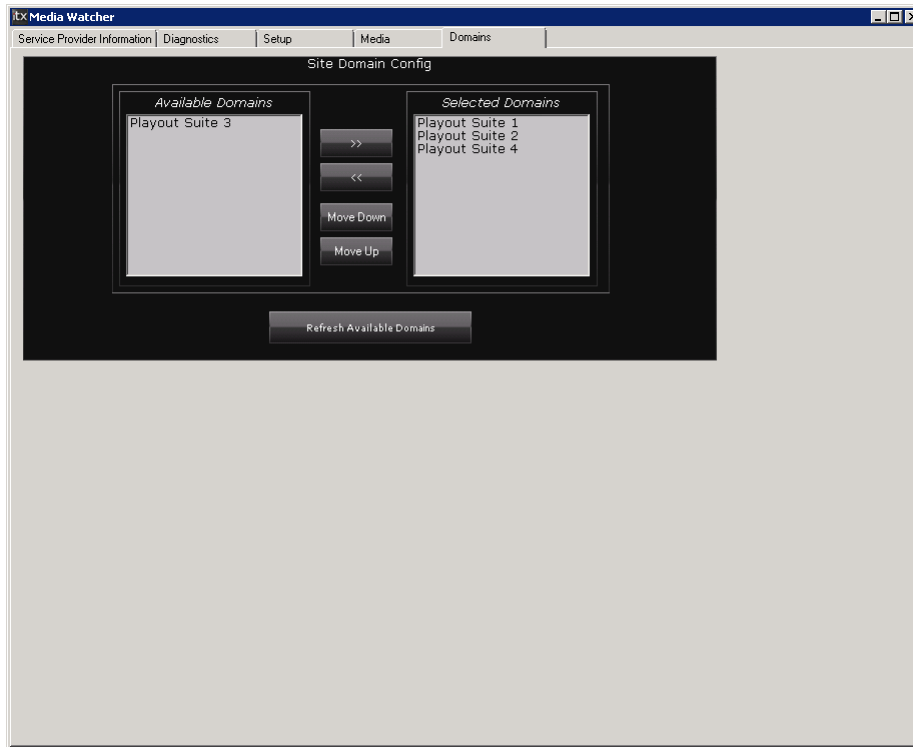 itx Media Watcher
Service Provider Information Diagnostics Setup Media Domains
Site Domain Config
Available Domains
Playout Suite 3
>>
<<
Move Down
Move Up
Selected Domains
Playout Suite 1
Playout Suite 2
Playout Suite 4
Refresh Available Domains